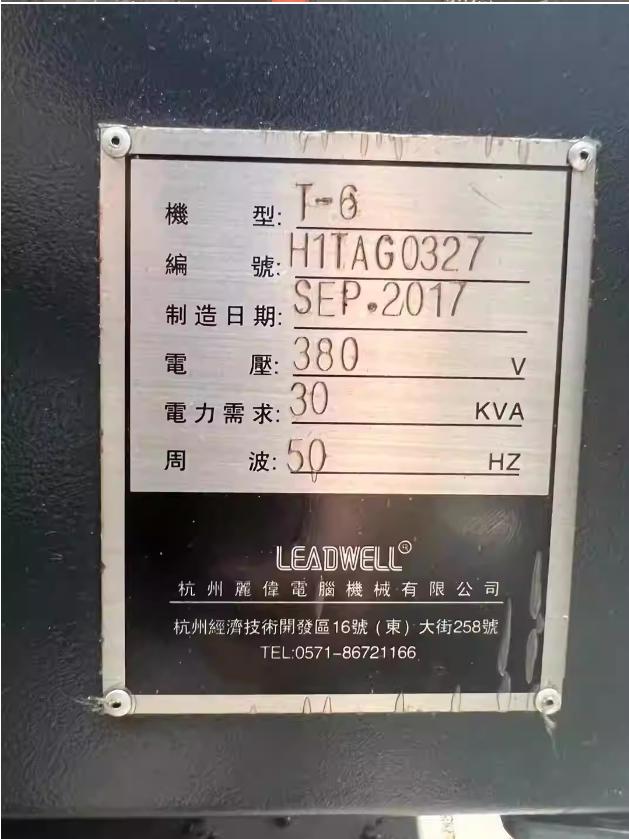 機型: T-6
編號: H1TAG0327
制造日期: SEP.2017
電壓: 380 V
電力需求: 30 KVA
周波: 50 HZ
LEADWELL®
杭州麗偉電腦機械有限公司
杭州經濟技術開發區16號（東）大街258號
TEL:0571-86721166